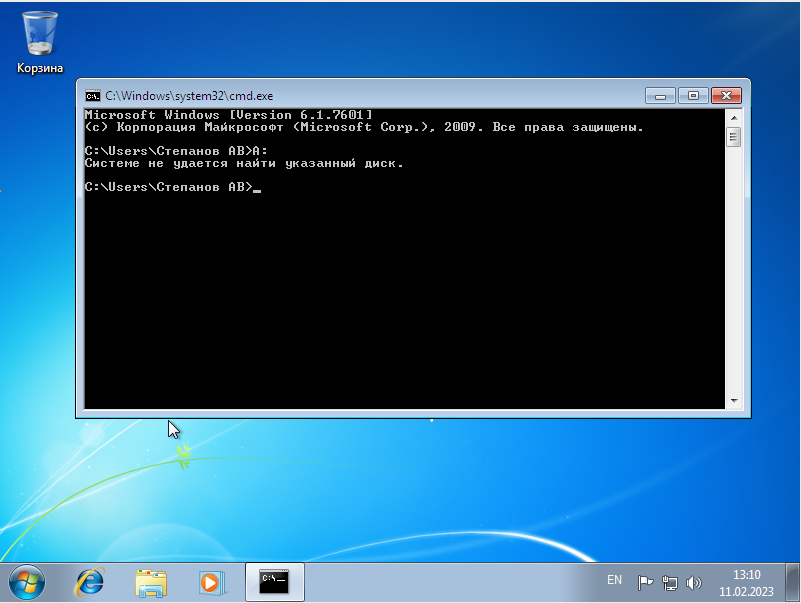 Корзина
C:\Windows\system32\cmd.exe
Microsoft Windows [Version 6.1.7601]
(c) Корпорация Майкрософт (Microsoft Corp.), 2009. Все права защищены.
C:\Users\Степанов АВ>A:
Системе не удается найти указанный диск.
C:\Users\Степанов АВ>_
C:\_
EN
13:10
11.02.2023